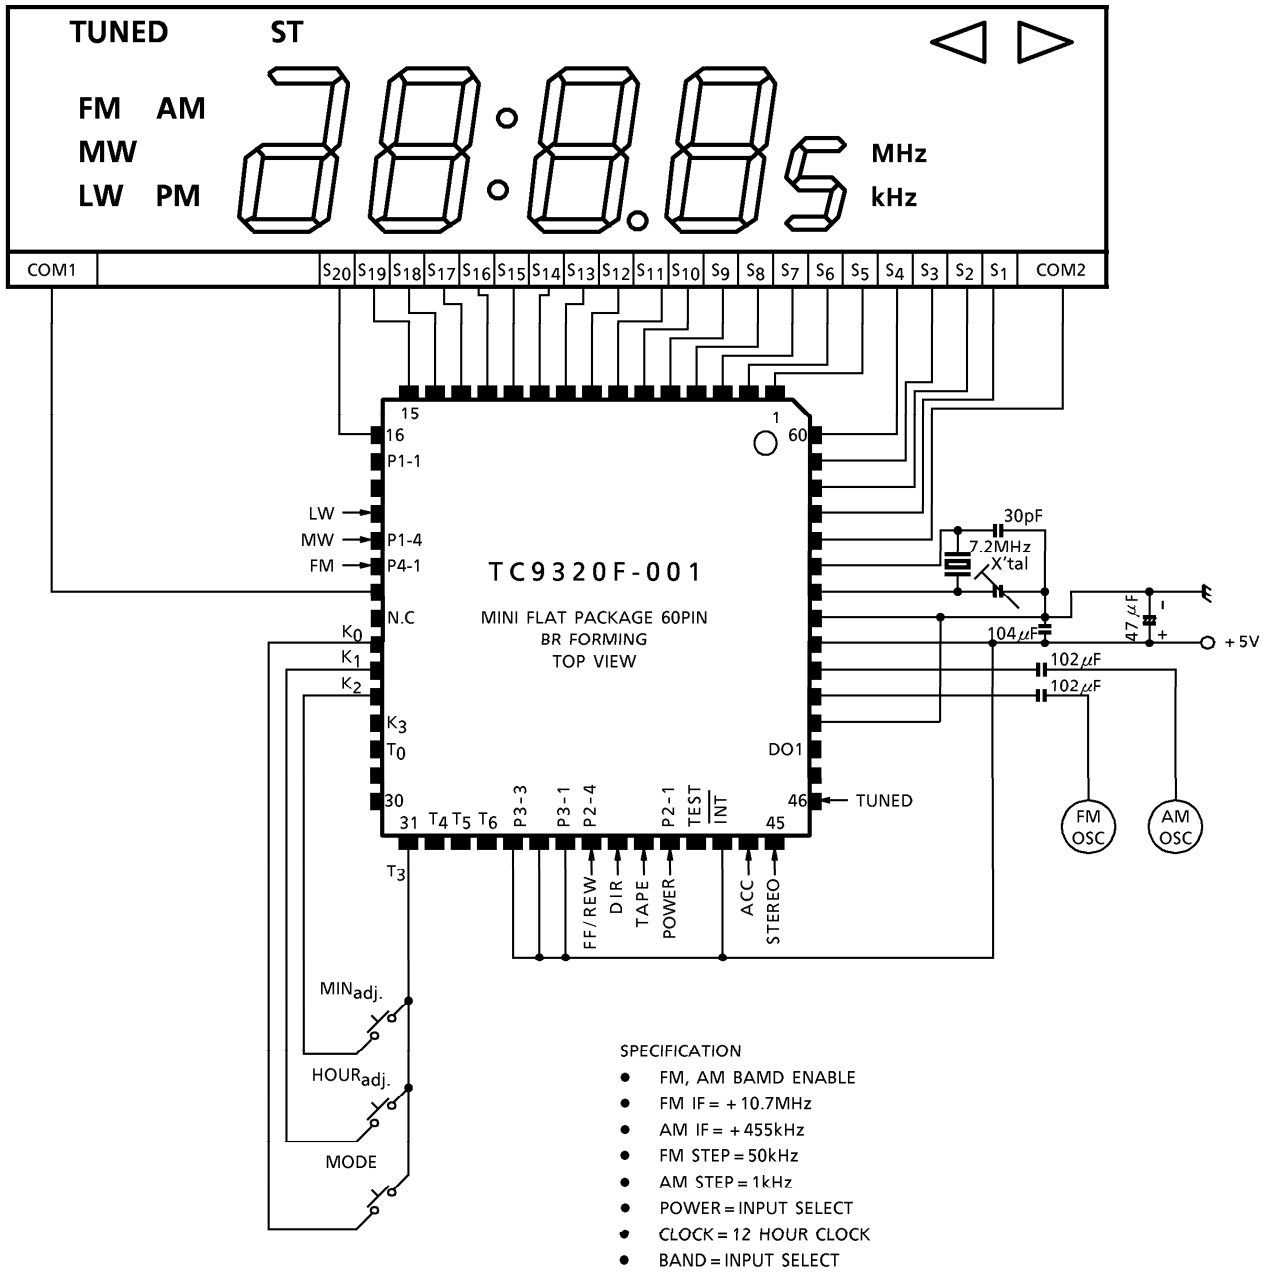 TUNED ST
FM AM
MW
LW PM
MHz
kHz
COM1 S20 S19 S18 S17 S16 S15 S14 S13 S12 S11 S10 S9 S8 S7 S6 S5 S4 S3 S2 S1 COM2
15 1
16 60
P1-1
LW
MW P1-4
FM P4-1
30pF
7.2MHz
X'tal
TC9320F-001
N.C
MINI FLAT PACKAGE 60PIN
BR FORMING
TOP VIEW
K0
K1
K2
K3
T0
104μF
47μF
- +
+5V
102μF
102μF
DO1
30 46 TUNED
31 T4 T5 T6 P3-3 P3-1 P2-4 P2-1 TEST INT 45
FM
OSC
AM
OSC
T3
FF/REW DIR TAPE POWER ACC STEREO
MINadj.
HOURadj.
MODE
SPECIFICATION
● FM, AM BAMD ENABLE
● FM IF=+10.7MHz
● AM IF=+455kHz
● FM STEP=50kHz
● AM STEP=1kHz
● POWER=INPUT SELECT
● CLOCK=12 HOUR CLOCK
● BAND=INPUT SELECT